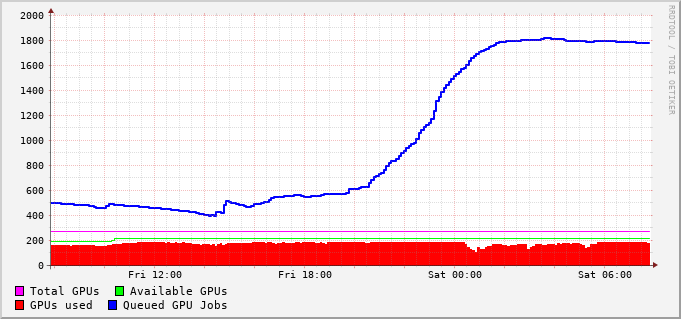 2000
1800
1600
1400
1200
1000
800
600
400
200
0
Fri 12:00 Fri 18:00 Sat 00:00 Sat 06:00
Total GPUs Available GPUs
GPUs used Queued GPU Jobs
RRDTOOL / TOBI OETIKER